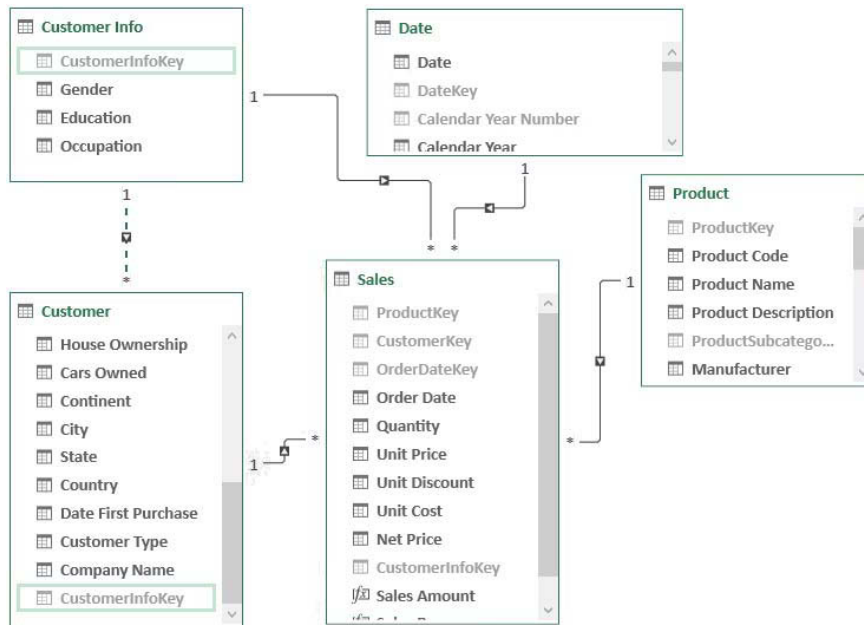 Customer Info
CustomerInfoKey
Gender
Education
Occupation
1
1
*
Date
Date
DateKey
Calendar Year Number
Calendar Year
1
*
*
Product
ProductKey
Product Code
Product Name
Product Description
ProductSubcatego...
Manufacturer
1
*
Customer
House Ownership
Cars Owned
Continent
City
State
Country
Date First Purchase
Customer Type
Company Name
CustomerInfoKey
1
*
Sales
ProductKey
CustomerKey
OrderDateKey
Order Date
Quantity
Unit Price
Unit Discount
Unit Cost
Net Price
CustomerInfoKey
fx Sales Amount